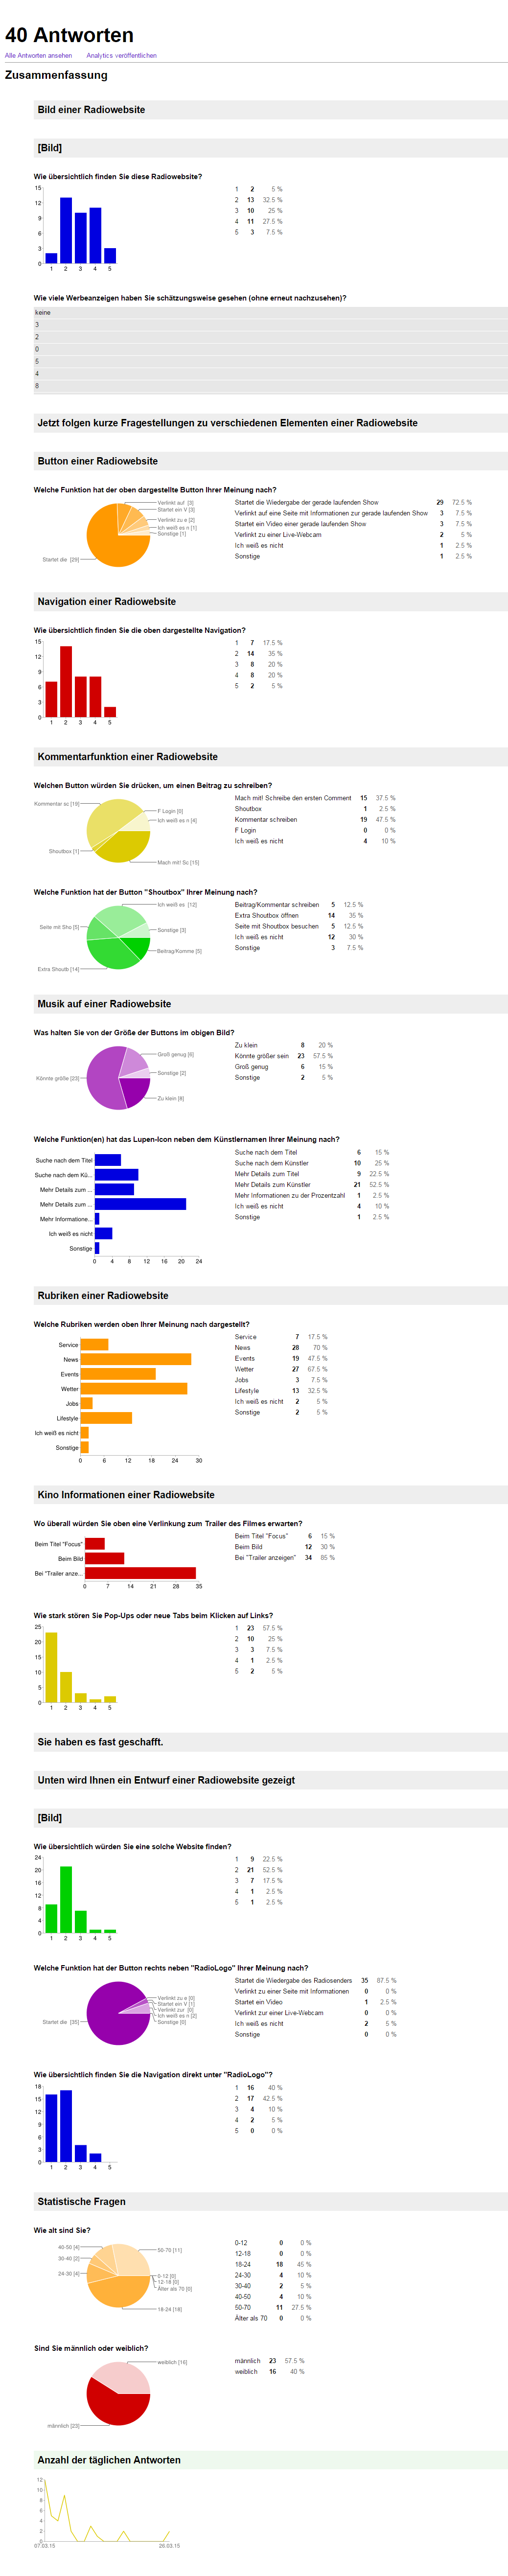 40 Antworten
Alle Antworten ansehen Analytics veröffentlichen
Zusammenfassung
Bild einer Radiowebsite
[Bild]
Wie übersichtlich finden Sie diese Radiowebsite?
15
12
9
6
3
0
1 2 3 4 5
1 2 5 %
2 13 32.5 %
3 10 25 %
4 11 27.5 %
5 3 7.5 %
Wie viele Werbeanzeigen haben Sie schätzungsweise gesehen (ohne erneut nachzusehen)?
keine
3
2
0
5
4
8
Jetzt folgen kurze Fragestellungen zu verschiedenen Elementen einer Radiowebsite
Button einer Radiowebsite
Welche Funktion hat der oben dargestellte Button Ihrer Meinung nach?
Verlinkt auf [3]
Startet ein V [3]
Verlinkt zu e [2]
Ich weiß es n [1]
Sonstige [1]
Startet die [29]
Startet die Wiedergabe der gerade laufenden Show 29 72.5 %
Verlinkt auf eine Seite mit Informationen zur gerade laufenden Show 3 7.5 %
Startet ein Video einer gerade laufenden Show 3 7.5 %
Verlinkt zu einer Live-Webcam 2 5 %
Ich weiß es nicht 1 2.5 %
Sonstige 1 2.5 %
Navigation einer Radiowebsite
Wie übersichtlich finden Sie die oben dargestellte Navigation?
15
12
9
6
3
0
1 2 3 4 5
1 7 17.5 %
2 14 35 %
3 8 20 %
4 8 20 %
5 2 5 %
Kommentarfunktion einer Radiowebsite
Welchen Button würden Sie drücken, um einen Beitrag zu schreiben?
Kommentar sc [19]
F Login [0]
Ich weiß es n [4]
Shoutbox [1]
Mach mit! Sc [15]
Mach mit! Schreibe den ersten Comment 15 37.5 %
Shoutbox 1 2.5 %
Kommentar schreiben 19 47.5 %
F Login 0 0 %
Ich weiß es nicht 4 10 %
Welche Funktion hat der Button "Shoutbox" Ihrer Meinung nach?
Ich weiß es [12]
Seite mit Sho [5]
Sonstige [3]
Beitrag/Komme [5]
Extra Shoutb [14]
Beitrag/Kommentar schreiben 5 12.5 %
Extra Shoutbox öffnen 14 35 %
Seite mit Shoutbox besuchen 5 12.5 %
Ich weiß es nicht 12 30 %
Sonstige 3 7.5 %
Musik auf einer Radiowebsite
Was halten Sie von der Größe der Buttons im obigen Bild?
Groß genug [6]
Sonstige [2]
Könnte größe [23]
Zu klein [8]
Zu klein 8 20 %
Könnte größer sein 23 57.5 %
Groß genug 6 15 %
Sonstige 2 5 %
Welche Funktion(en) hat das Lupen-Icon neben dem Künstlernamen Ihrer Meinung nach?
Suche nach dem Titel
Suche nach dem Kü...
Mehr Details zum ...
Mehr Details zum ...
Mehr Informatione...
Ich weiß es nicht
Sonstige
0 4 8 12 16 20 24
Suche nach dem Titel 6 15 %
Suche nach dem Künstler 10 25 %
Mehr Details zum Titel 9 22.5 %
Mehr Details zum Künstler 21 52.5 %
Mehr Informationen zu der Prozentzahl 1 2.5 %
Ich weiß es nicht 4 10 %
Sonstige 1 2.5 %
Rubriken einer Radiowebsite
Welche Rubriken werden oben Ihrer Meinung nach dargestellt?
Service
News
Events
Wetter
Jobs
Lifestyle
Ich weiß es nicht
Sonstige
0 6 12 18 24 30
Service 7 17.5 %
News 28 70 %
Events 19 47.5 %
Wetter 27 67.5 %
Jobs 3 7.5 %
Lifestyle 13 32.5 %
Ich weiß es nicht 2 5 %
Sonstige 2 5 %
Kino Informationen einer Radiowebsite
Wo überall würden Sie oben eine Verlinkung zum Trailer des Filmes erwarten?
Beim Titel "Focus"
Beim Bild
Bei "Trailer anze...
0 7 14 21 28 35
Beim Titel "Focus" 6 15 %
Beim Bild 12 30 %
Bei "Trailer anzeigen" 34 85 %
Wie stark stören Sie Pop-Ups oder neue Tabs beim Klicken auf Links?
25
20
15
10
5
0
1 2 3 4 5
1 23 57.5 %
2 10 25 %
3 3 7.5 %
4 1 2.5 %
5 2 5 %
Sie haben es fast geschafft.
Unten wird Ihnen ein Entwurf einer Radiowebsite gezeigt
[Bild]
Wie übersichtlich würden Sie eine solche Website finden?
24
20
16
12
8
4
0
1 2 3 4 5
1 9 22.5 %
2 21 52.5 %
3 7 17.5 %
4 1 2.5 %
5 1 2.5 %
Welche Funktion hat der Button rechts neben "RadioLogo" Ihrer Meinung nach?
Verlinkt zu e [0]
Startet ein V [1]
Verlinkt zur [0]
Ich weiß es n [2]
Sonstige [0]
Startet die [35]
Startet die Wiedergabe des Radiosenders 35 87.5 %
Verlinkt zu einer Seite mit Informationen 0 0 %
Startet ein Video 1 2.5 %
Verlinkt zur einer Live-Webcam 0 0 %
Ich weiß es nicht 2 5 %
Sonstige 0 0 %
Wie übersichtlich finden Sie die Navigation direkt unter "RadioLogo"?
18
15
12
9
6
3
0
1 2 3 4 5
1 16 40 %
2 17 42.5 %
3 4 10 %
4 2 5 %
5 0 0 %
Statistische Fragen
Wie alt sind Sie?
40-50 [4]
50-70 [11]
30-40 [2]
24-30 [4]
0-12 [0]
12-18 [0]
Älter als 70 [0]
18-24 [18]
0-12 0 0 %
12-18 0 0 %
18-24 18 45 %
24-30 4 10 %
30-40 2 5 %
40-50 4 10 %
50-70 11 27.5 %
Älter als 70 0 0 %
Sind Sie männlich oder weiblich?
weiblich [16]
männlich [23]
männlich 23 57.5 %
weiblich 16 40 %
Anzahl der täglichen Antworten
12
10
8
6
4
2
0
07.03.15 26.03.15